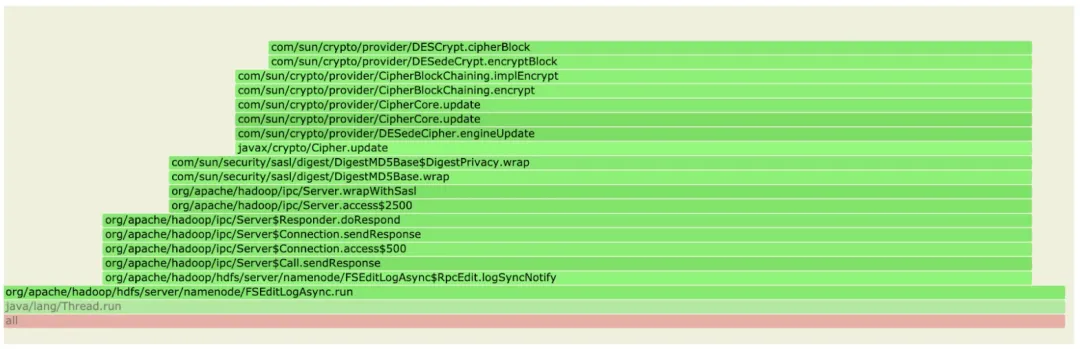 com/sun/crypto/provider/DESCrypt.cipherBlock
com/sun/crypto/provider/DESedeCrypt.encryptBlock
com/sun/crypto/provider/CipherBlockChaining.implEncrypt
com/sun/crypto/provider/CipherBlockChaining.encrypt
com/sun/crypto/provider/CipherCore.update
com/sun/crypto/provider/CipherCore.update
com/sun/crypto/provider/DESedeCipher.engineUpdate
javax/crypto/Cipher.update
com/sun/security/sasl/digest/DigestMD5Base$DigestPrivacy.wrap
com/sun/security/sasl/digest/DigestMD5Base.wrap
org/apache/hadoop/ipc/Server.wrapWithSasl
org/apache/hadoop/ipc/Server.access$2500
org/apache/hadoop/ipc/Server$Responder.doRespond
org/apache/hadoop/ipc/Server$Connection.sendResponse
org/apache/hadoop/ipc/Server$Connection.access$500
org/apache/hadoop/ipc/Server$Call.sendResponse
org/apache/hadoop/hdfs/server/namenode/FSEditLogAsync$RpcEdit.logSyncNotify
org/apache/hadoop/hdfs/server/namenode/FSEditLogAsync.run
java/lang/Thread.run
all